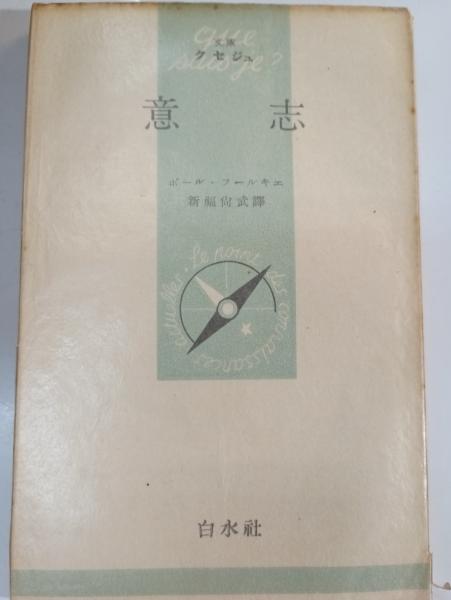 que
sais-je?
文庫
クセジュ
意志
ポール・フールキエ
新福尚武譯
Le point des connaissances actuelles.
白水社